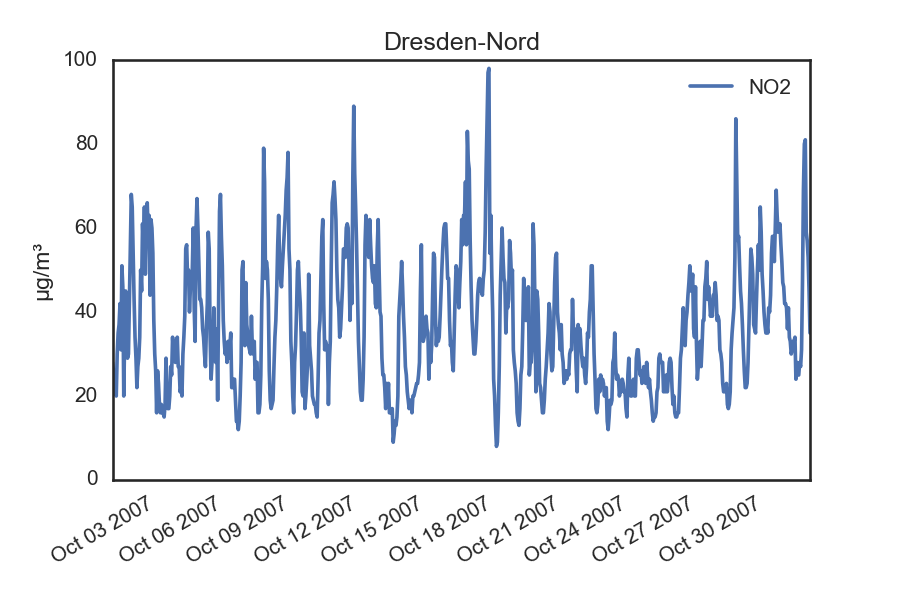 Dresden-Nord
100
80
60
40
20
0
µg/m³
NO2
Oct 03 2007
Oct 06 2007
Oct 09 2007
Oct 12 2007
Oct 15 2007
Oct 18 2007
Oct 21 2007
Oct 24 2007
Oct 27 2007
Oct 30 2007